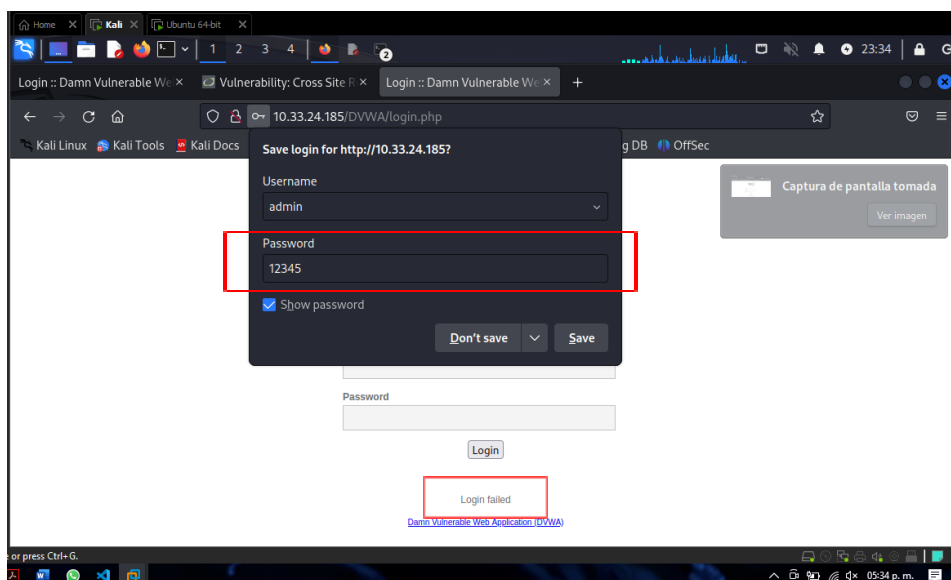 Home
Kali
Ubuntu 64-bit
1 2 3 4
2
23:34
G
Login :: Damn Vulnerable We
Vulnerability: Cross Site R
Login :: Damn Vulnerable We
10.33.24.185/DVWA/login.php
Kali Linux
Kali Tools
Kali Docs
g DB
OffSec
Save login for http://10.33.24.185?
Username
admin
Password
12345
Show password
Don't save
Save
Captura de pantalla tomada
Ver imagen
Password
Login
Login failed
Damn Vulnerable Web Application (DVWA)
or press Ctrl+G.
05:34 p. m.